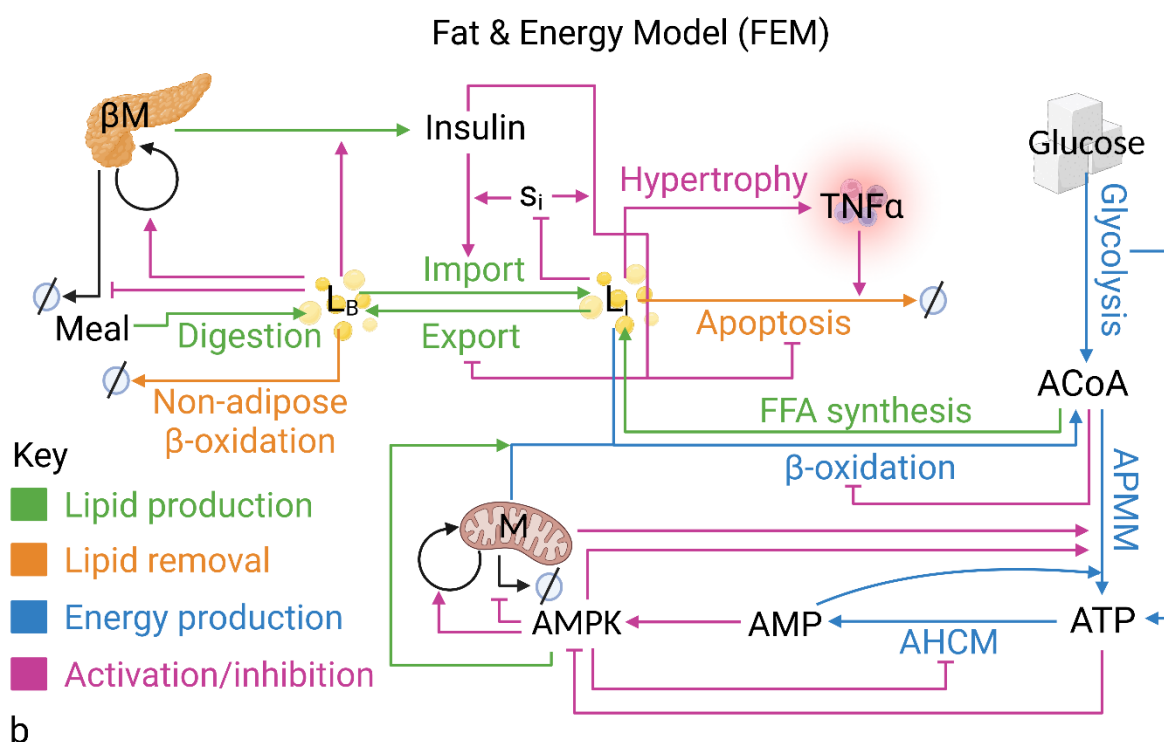 Fat & Energy Model (FEM)
βM
Insulin
Glucose
Hypertrophy
sᵢ
TNFα
Glycolysis
Import
L_B
L_I
Meal
Digestion
Export
Apoptosis
Non-adipose
β-oxidation
ACoA
FFA synthesis
β-oxidation
APMM
Key
Lipid production
Lipid removal
Energy production
Activation/inhibition
M
AMPK
AMP
AHCM
ATP
b